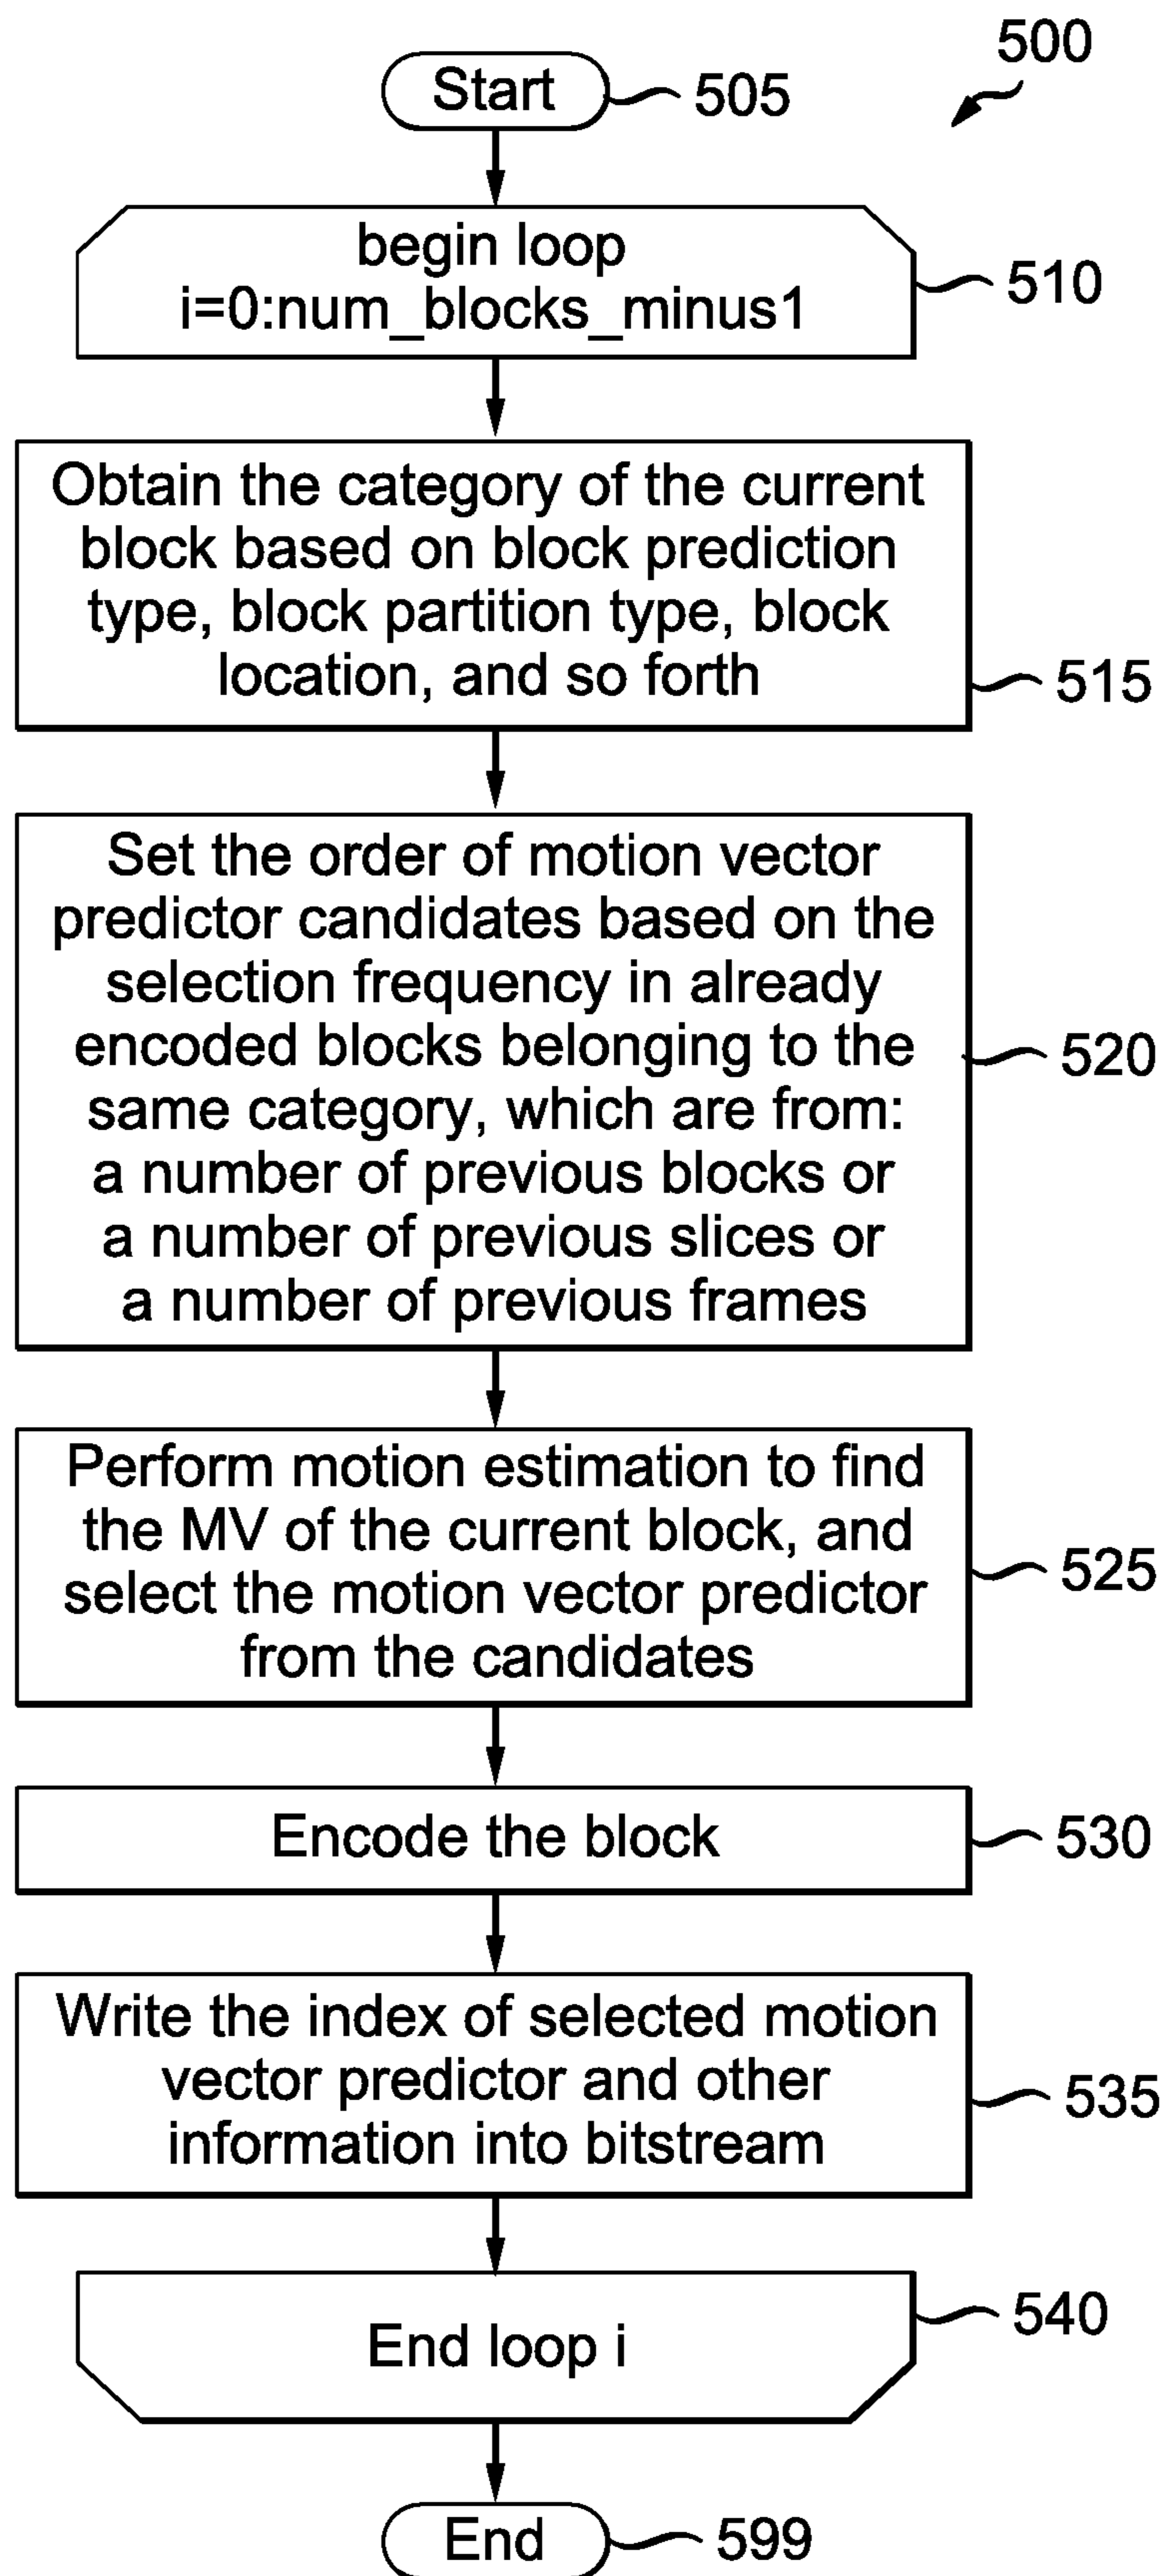 500
Start
505
begin loop
i=0:num_blocks_minus1
510
Obtain the category of the current
block based on block prediction
type, block partition type, block
location, and so forth
515
Set the order of motion vector
predictor candidates based on the
selection frequency in already
encoded blocks belonging to the
same category, which are from:
a number of previous blocks or
a number of previous slices or
a number of previous frames
520
Perform motion estimation to find
the MV of the current block, and
select the motion vector predictor
from the candidates
525
Encode the block
530
Write the index of selected motion
vector predictor and other
information into bitstream
535
End loop i
540
End
599